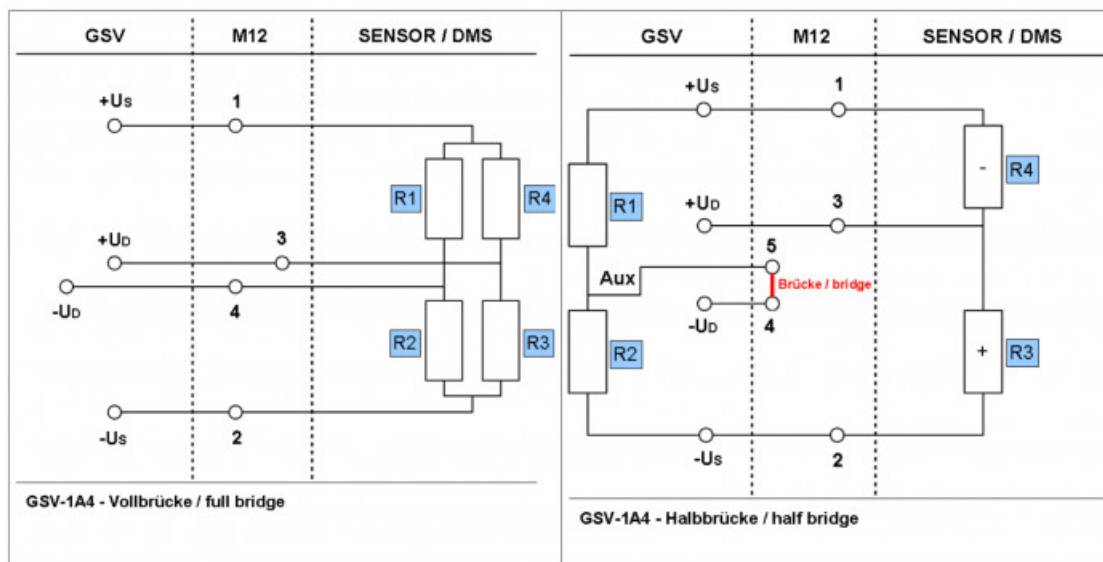 GSV M12 SENSOR / DMS
+US 1
R1 R4
+UD 3
-UD 4
R2 R3
-US 2
GSV-1A4 - Vollbrücke / full bridge
GSV M12 SENSOR / DMS
+US 1
- R4
R1 +UD 3
5
Aux Brücke / bridge
-UD 4
R2 + R3
-US 2
GSV-1A4 - Halbbrücke / half bridge